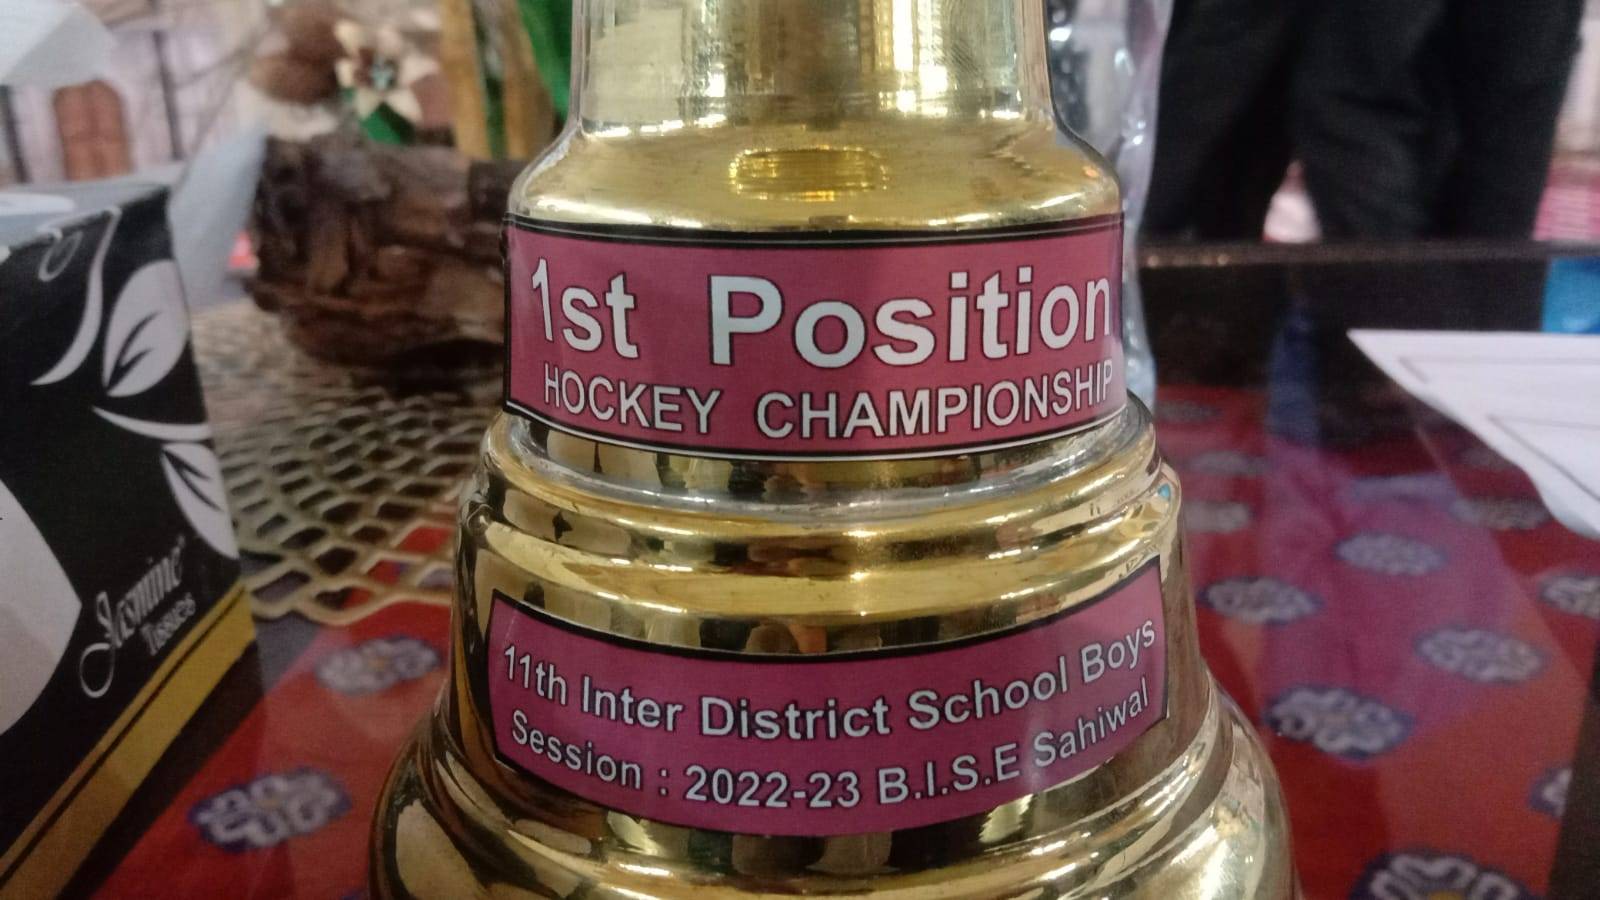 1st Position
HOCKEY CHAMPIONSHIP
11th Inter District School Boys
Session : 2022-23 B.I.S.E Sahiwal
Jasmine
Tissues